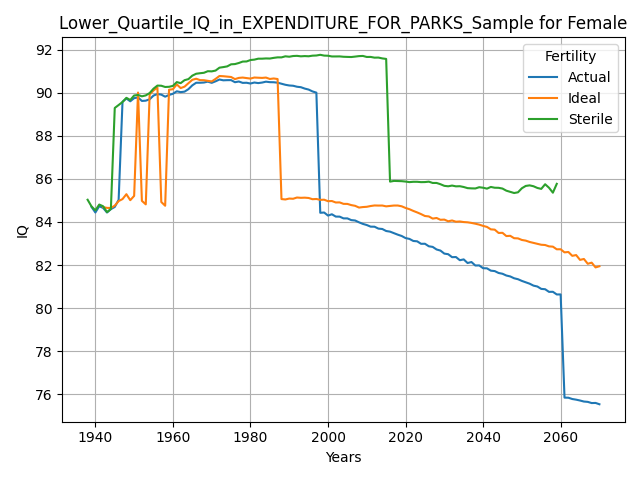 Lower_Quartile_IQ_in_EXPENDITURE_FOR_PARKS_Sample for Female
IQ
92
90
88
86
84
82
80
78
76
Fertility
Actual
Ideal
Sterile
1940
1960
1980
2000
2020
2040
2060
Years